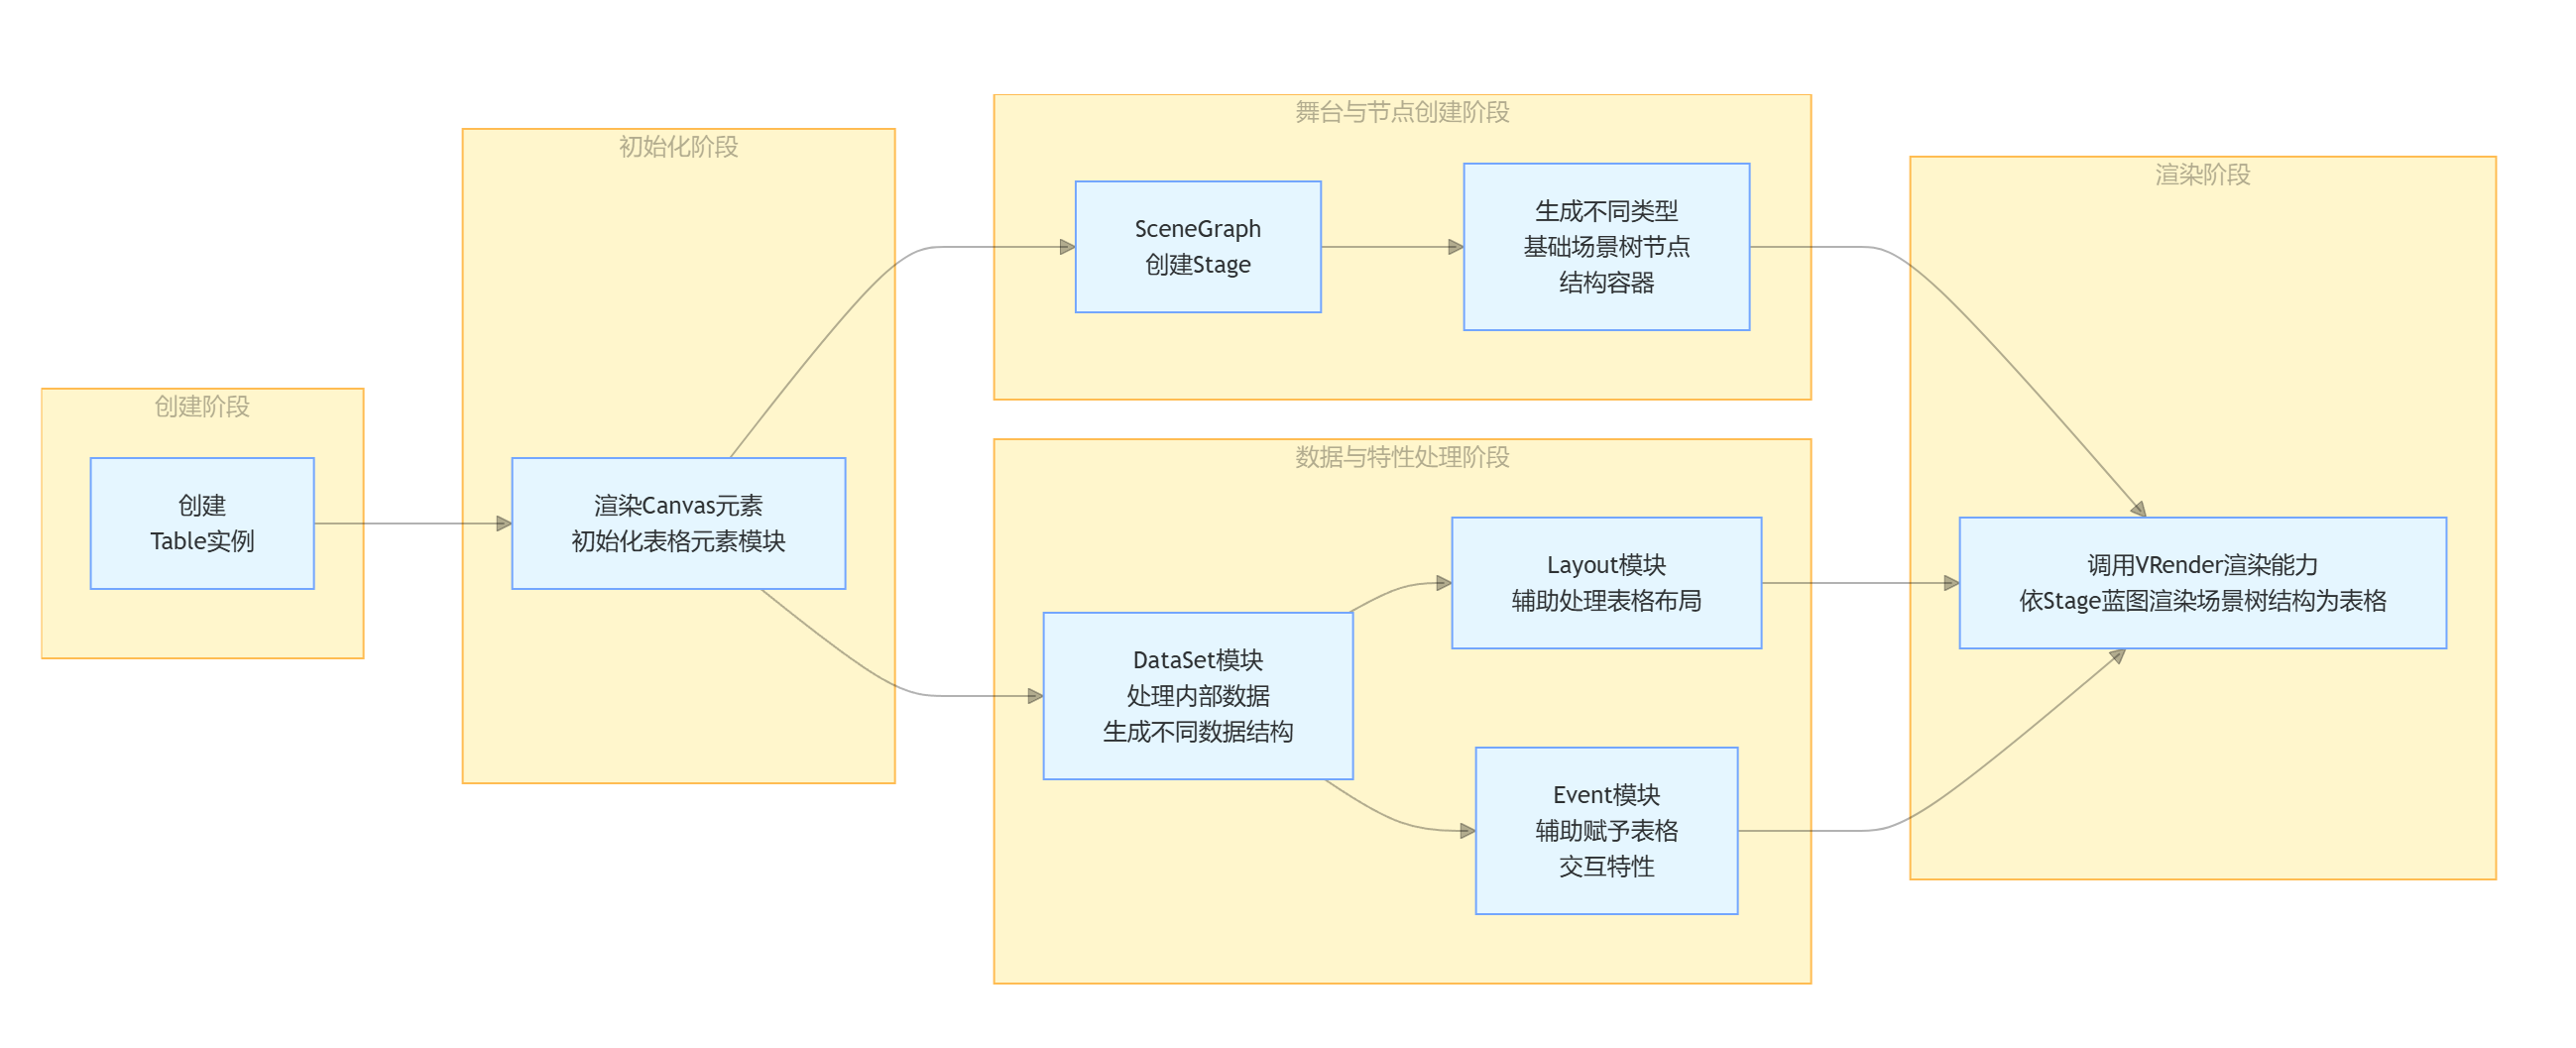 创建阶段
创建
Table实例
初始化阶段
渲染Canvas元素
初始化表格元素模块
舞台与节点创建阶段
SceneGraph
创建Stage
生成不同类型
基础场景树节点
结构容器
数据与特性处理阶段
DataSet模块
处理内部数据
生成不同数据结构
Layout模块
辅助处理表格布局
Event模块
辅助赋予表格
交互特性
渲染阶段
调用VRender渲染能力
依Stage蓝图渲染场景树结构为表格